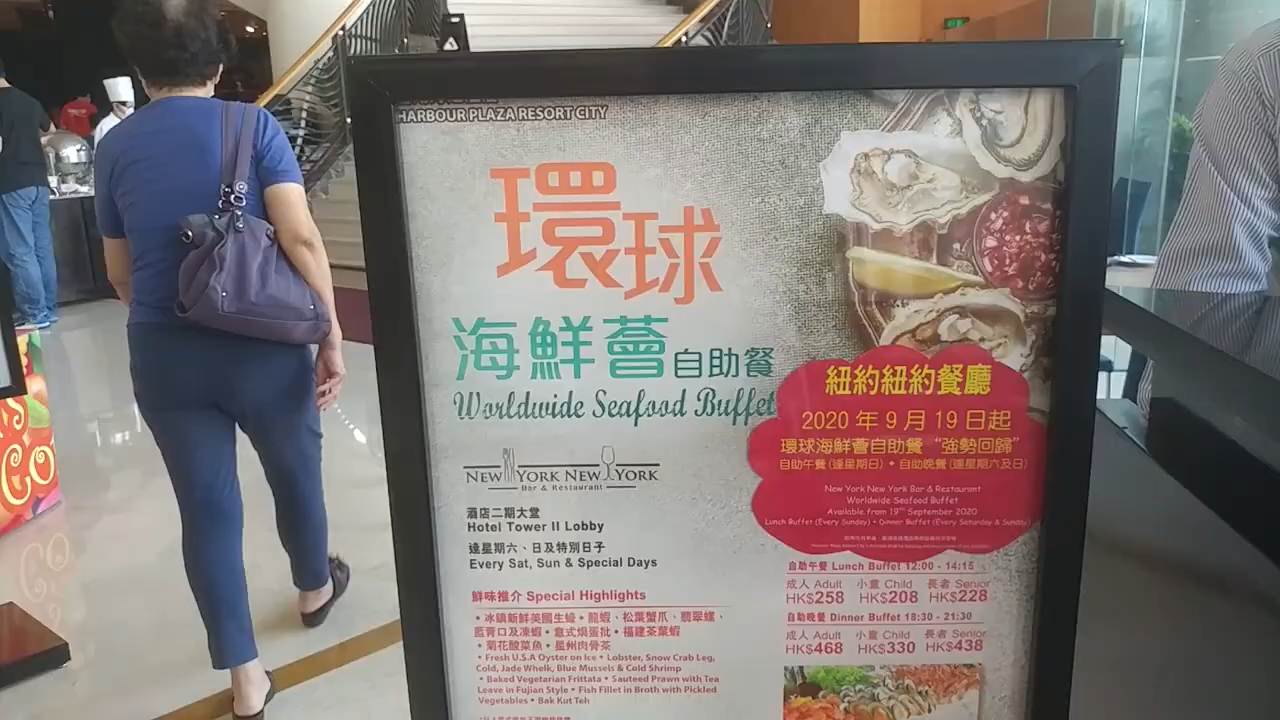 HARBOUR PLAZA RESORT CITY
環球
海鮮薈自助餐
Worldwide Seafood Buffet
NEW YORK NEW YORK
Bar & Restaurant
酒店二期大堂
Hotel Tower II Lobby
逢星期六、日及特別日子
Every Sat, Sun & Special Days
鮮味推介 Special Highlights
• 冰鎮新鮮美國生蠔 • 龍蝦、松葉蟹爪、翡翠螺、
藍青口及凍蝦 • 意式焗蛋批 • 福建茶葉蝦
• 菊花酸菜魚 • 星州肉骨茶
• Fresh U.S.A Oyster on Ice • Lobster, Snow Crab Leg,
Cold, Jade Whelk, Blue Mussels & Cold Shrimp
• Baked Vegetarian Frittata • Sauteed Prawn with Tea
Leave in Fujian Style • Fish Fillet in Broth with Pickled
Vegetables • Bak Kut Teh
紐約紐約餐廳
2020 年 9 月 19 日起
環球海鮮薈自助餐 “強勢回歸”
自助午餐 (逢星期日) • 自助晚餐 (逢星期六及日)
New York New York Bar & Restaurant
Worldwide Seafood Buffet
Available from 19TH September 2020
Lunch Buffet (Every Sunday) • Dinner Buffet (Every Saturday & Sunday)
自助午餐 Lunch Buffet 12:00 - 14:15
成人 Adult 小童 Child 長者 Senior
HK$258 HK$208 HK$228
自助晚餐 Dinner Buffet 18:30 - 21:30
成人 Adult 小童 Child 長者 Senior
HK$468 HK$330 HK$438